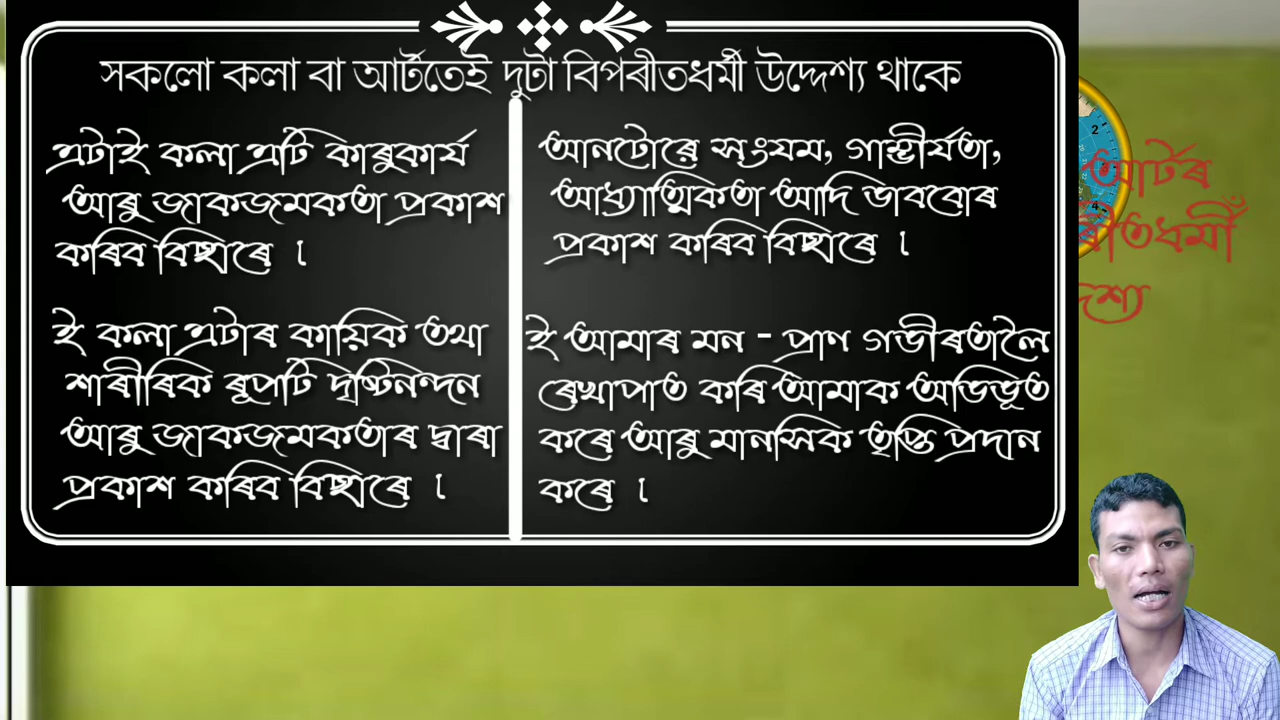 সকলো কলা বা আৰ্টতেই দুটা বিপৰীতধৰ্মী উদ্দেশ্য থাকে
এটাই কলা এটি কাৰুকাৰ্য
আৰু জাকজমকতা প্ৰকাশ
কৰিব বিচাৰে ।
ই কলা এটাৰ কায়িক তথা
শাৰীৰিক ৰূপটি দৃষ্টিনন্দন
আৰু জাকজমকতাৰ দ্বাৰা
প্ৰকাশ কৰিব বিচাৰে ।
আনটোৱে সংযম, গাম্ভীৰ্যতা,
আধ্যাত্মিকতা আদি ভাববোৰ
প্ৰকাশ কৰিব বিচাৰে ।
ই আমাৰ মন - প্ৰাণ গভীৰতালৈ
ৰেখাপাত কৰি আমাক অভিভূত
কৰে আৰু মানসিক তৃপ্তি প্ৰদান
কৰে ।
আৰ্টৰ
ৰীতধৰ্মী
দেশ্য
2
4